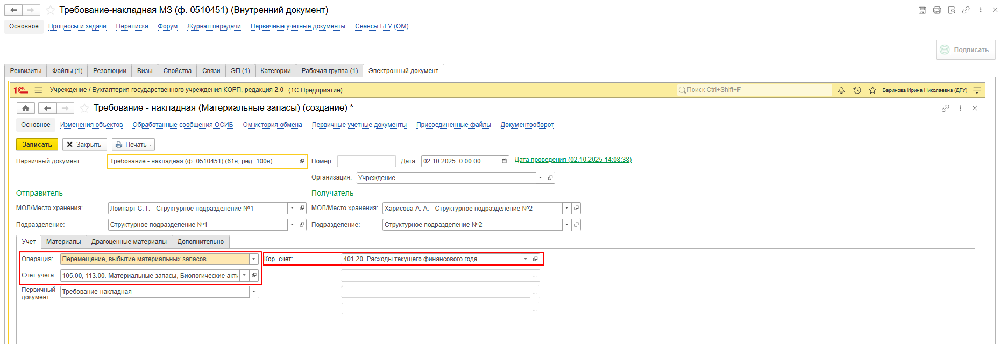 Требование-накладная МЗ (ф. 0510451) (Внутренний документ)
Основное Процессы и задачи Переписка Форум Журнал передачи Первичные учетные документы Сеансы БГУ (ОМ)
Подписать
Реквизиты Файлы (1) Резолюции Визы Свойства Связи ЭП (1) Категории Рабочая группа (1) Электронный документ
1С Учреждение / Бухгалтерия государственного учреждения КОРП, редакция 2.0 (1С:Предприятие) Поиск Ctrl+Shift+F Баринова Ирина Николаевна (ДГУ)
Требование - накладная (Материальные запасы) (создание) *
Основное Изменения объектов Обработанные сообщения ОСИБ Ом история обмена Первичные учетные документы Присоединенные файлы Документооборот
Записать Закрыть Печать
Первичный документ: Требование - накладная (ф. 0510451) (61н, ред. 100н) Номер: Дата: 02.10.2025 0:00:00 Дата проведения (02.10.2025 14:08:38)
Организация: Учреждение
Отправитель Получатель
МОЛ/Место хранения: Ломпарт С. Г. - Структурное подразделение №1 МОЛ/Место хранения: Харисова А. А. - Структурное подразделение №2
Подразделение: Структурное подразделение №1 Подразделение: Структурное подразделение №2
Учет Материалы Драгоценные материалы Дополнительно
Операция: Перемещение, выбытие материальных запасов Кор. счет: 401.20. Расходы текущего финансового года
Счет учета: 105.00, 113.00. Материальные запасы, Биологические акти
Первичный документ: Требование-накладная